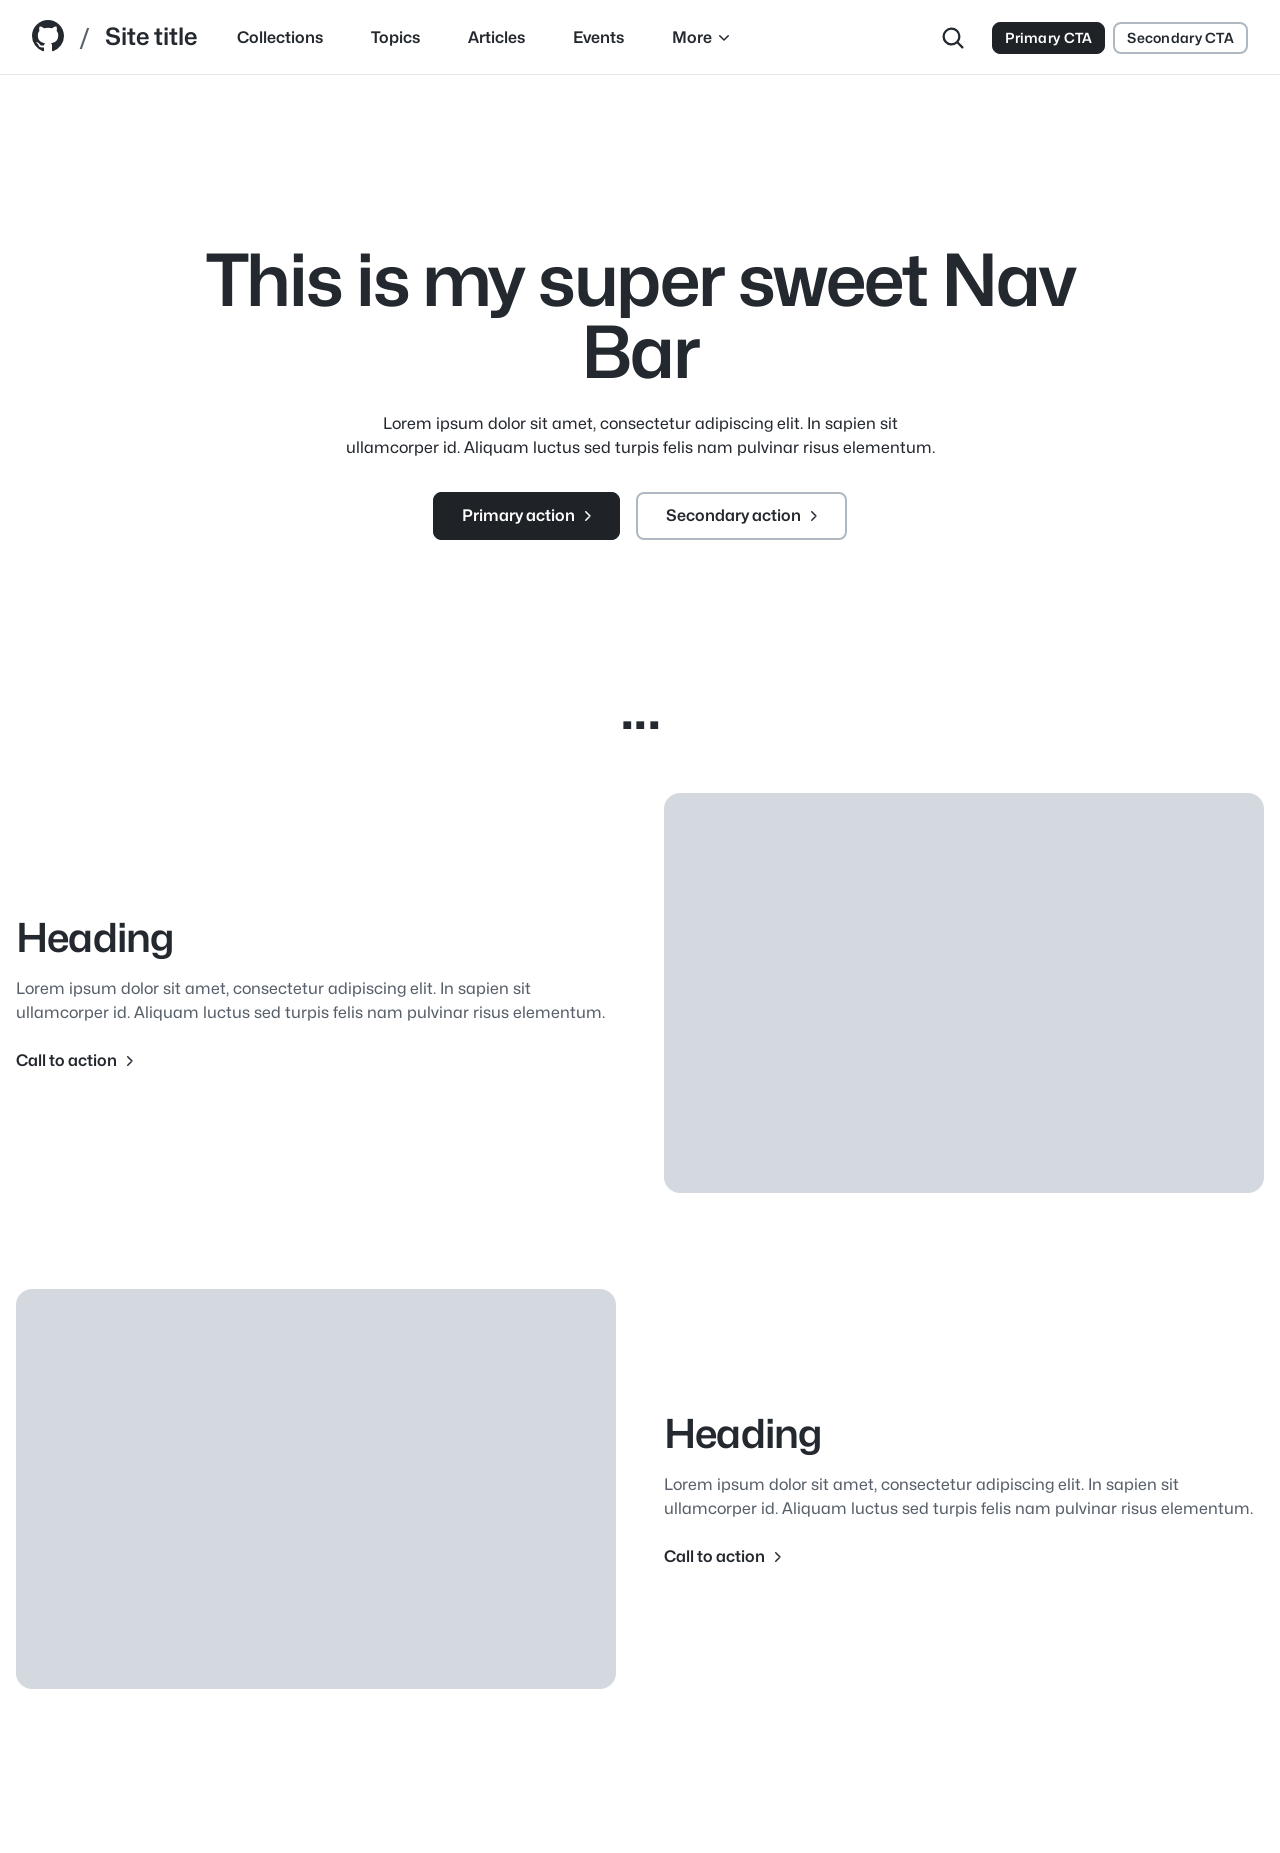 / Site title Collections Topics Articles Events More Primary CTA Secondary CTA
This is my super sweet Nav
Bar
Lorem ipsum dolor sit amet, consectetur adipiscing elit. In sapien sit
ullamcorper id. Aliquam luctus sed turpis felis nam pulvinar risus elementum.
Primary action Secondary action
...
Heading
Lorem ipsum dolor sit amet, consectetur adipiscing elit. In sapien sit
ullamcorper id. Aliquam luctus sed turpis felis nam pulvinar risus elementum.
Call to action
Heading
Lorem ipsum dolor sit amet, consectetur adipiscing elit. In sapien sit
ullamcorper id. Aliquam luctus sed turpis felis nam pulvinar risus elementum.
Call to action